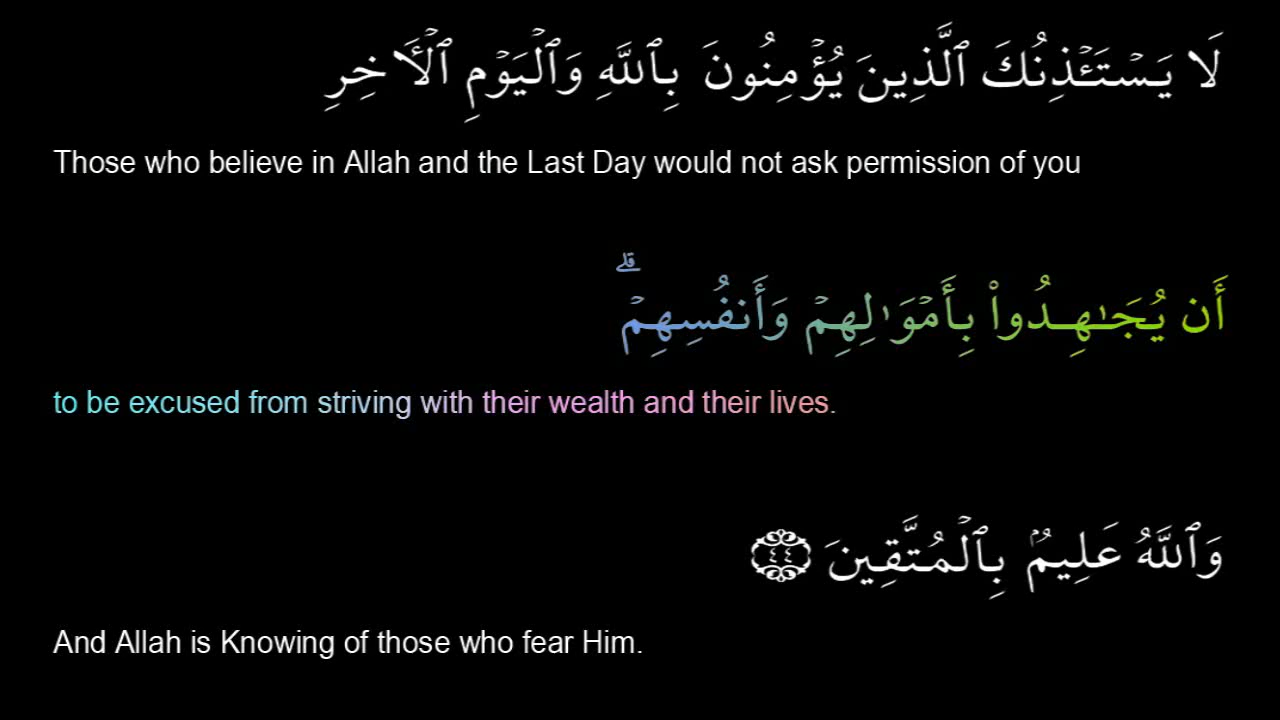 لَا يَسْتَـْٔذِنُكَ ٱلَّذِينَ يُؤْمِنُونَ بِٱللَّهِ وَٱلْيَوْمِ ٱلْـَٔاخِرِ
Those who believe in Allah and the Last Day would not ask permission of you
أَن يُجَـٰهِدُوا۟ بِأَمْوَٰلِهِمْ وَأَنفُسِهِمْ ۗ
to be excused from striving with their wealth and their lives.
وَٱللَّهُ عَلِيمٌۢ بِٱلْمُتَّقِينَ ٤٤
And Allah is Knowing of those who fear Him.